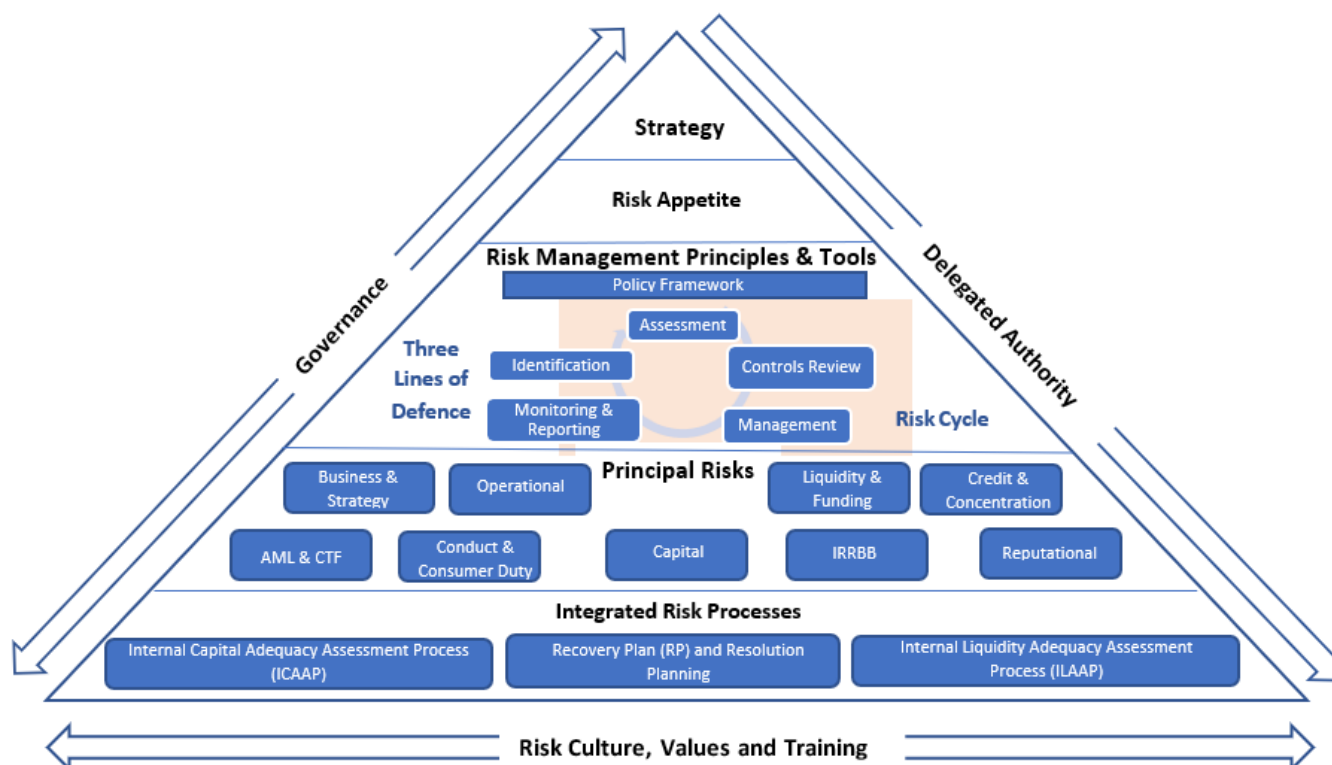 Strategy
Risk Appetite
Risk Management Principles & Tools
Policy Framework
Governance
Delegated Authority
Three
Lines of
Defence
Assessment
Identification
Controls Review
Monitoring &
Reporting
Management
Risk Cycle
Principal Risks
Business &
Strategy
Operational
Liquidity &
Funding
Credit &
Concentration
AML & CTF
Conduct &
Consumer Duty
Capital
IRRBB
Reputational
Integrated Risk Processes
Internal Capital Adequacy Assessment Process
(ICAAP)
Recovery Plan (RP) and Resolution
Planning
Internal Liquidity Adequacy Assessment
Process (ILAAP)
Risk Culture, Values and Training